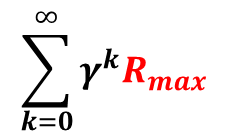 ∞
∑ γ^k R_max
k=0